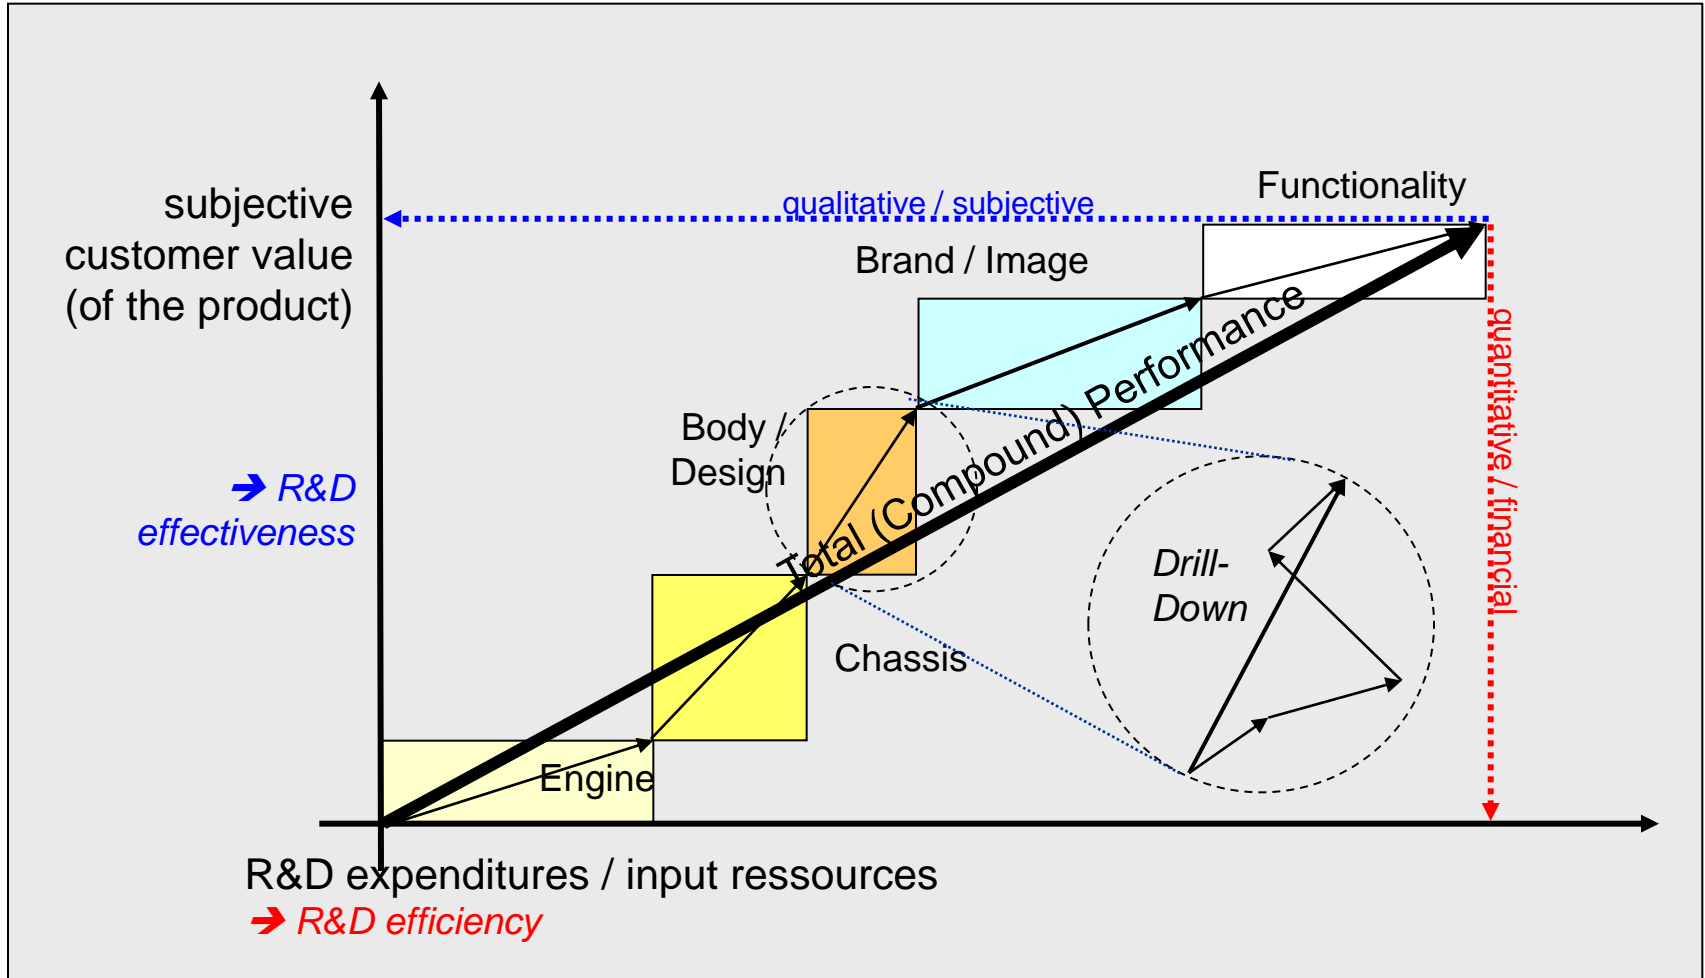 subjective
customer value
(of the product)
➔ R&D
effectiveness
qualitative / subjective
Functionality
Brand / Image
Body /
Design
Total (Compound) Performance
quantitative / financial
Drill-
Down
Chassis
Engine
R&D expenditures / input ressources
➔ R&D efficiency